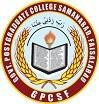 GOVT. POSTGRADUATE COLLEGE SAMANABAD, FAISALABAD
رَبِّ زِدْنِي عِلْمًا
GPCSF